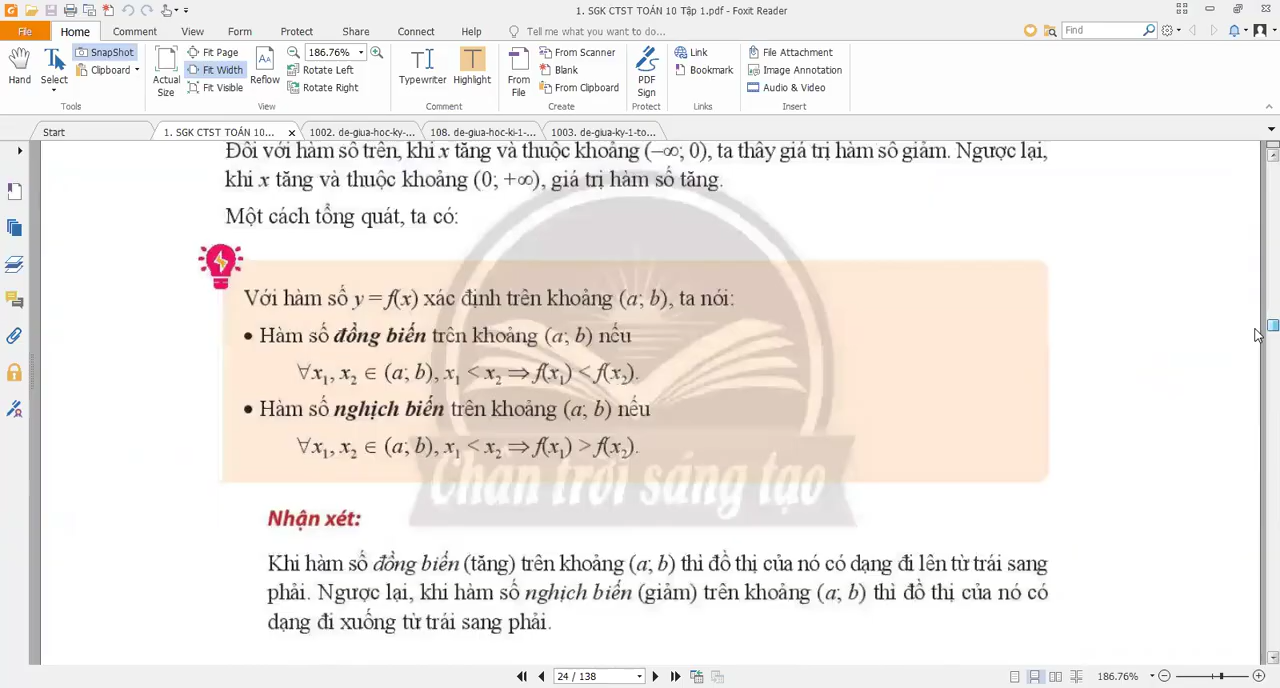 1. SGK CTST TOÁN 10 Tập 1.pdf - Foxit Reader
File Home Comment View Form Protect Share Connect Help Tell me what you want to do... Find
Hand Select SnapShot Clipboard Actual Size Fit Page Fit Width Fit Visible Reflow 186.76% Rotate Left Rotate Right Typewriter Highlight From File From Scanner Blank From Clipboard PDF Sign Link Bookmark File Attachment Image Annotation Audio & Video
Tools View Comment Create Protect Links Insert
Start 1. SGK CTST TOÁN 10... 1002. de-giua-hoc-ky-... 108. de-giua-hoc-ki-1-... 1003. de-giua-ky-1-to...
Đối với hàm số trên, khi x tăng và thuộc khoảng (−∞; 0), ta thấy giá trị hàm số giảm. Ngược lại,
khi x tăng và thuộc khoảng (0; +∞), giá trị hàm số tăng.
Một cách tổng quát, ta có:
Với hàm số y = f(x) xác định trên khoảng (a; b), ta nói:
• Hàm số đồng biến trên khoảng (a; b) nếu
∀x₁, x₂ ∈ (a; b), x₁ < x₂ ⇒ f(x₁) < f(x₂).
• Hàm số nghịch biến trên khoảng (a; b) nếu
∀x₁, x₂ ∈ (a; b), x₁ < x₂ ⇒ f(x₁) > f(x₂).
Chân trời sáng tạo
Nhận xét:
Khi hàm số đồng biến (tăng) trên khoảng (a; b) thì đồ thị của nó có dạng đi lên từ trái sang
phải. Ngược lại, khi hàm số nghịch biến (giảm) trên khoảng (a; b) thì đồ thị của nó có
dạng đi xuống từ trái sang phải.
24 / 138 186.76%